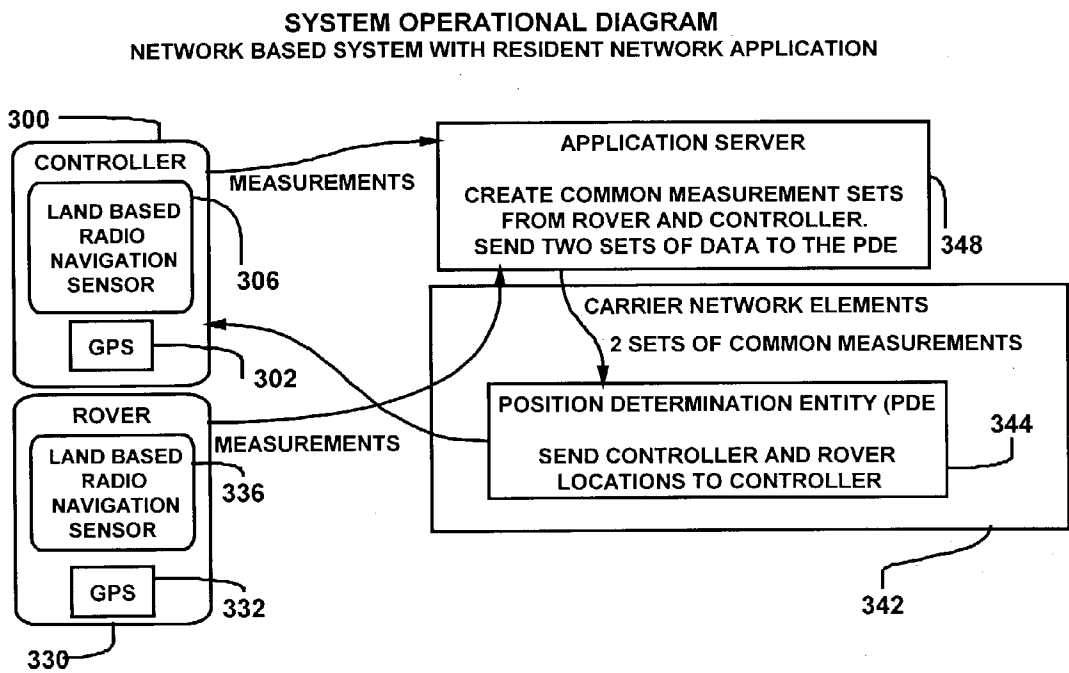 SYSTEM OPERATIONAL DIAGRAM
NETWORK BASED SYSTEM WITH RESIDENT NETWORK APPLICATION
300
CONTROLLER
LAND BASED
RADIO
NAVIGATION
SENSOR
306
GPS
302
MEASUREMENTS
APPLICATION SERVER
CREATE COMMON MEASUREMENT SETS
FROM ROVER AND CONTROLLER.
SEND TWO SETS OF DATA TO THE PDE
348
CARRIER NETWORK ELEMENTS
2 SETS OF COMMON MEASUREMENTS
POSITION DETERMINATION ENTITY (PDE
SEND CONTROLLER AND ROVER
LOCATIONS TO CONTROLLER
344
342
ROVER
MEASUREMENTS
LAND BASED
RADIO
NAVIGATION
SENSOR
336
GPS
332
330